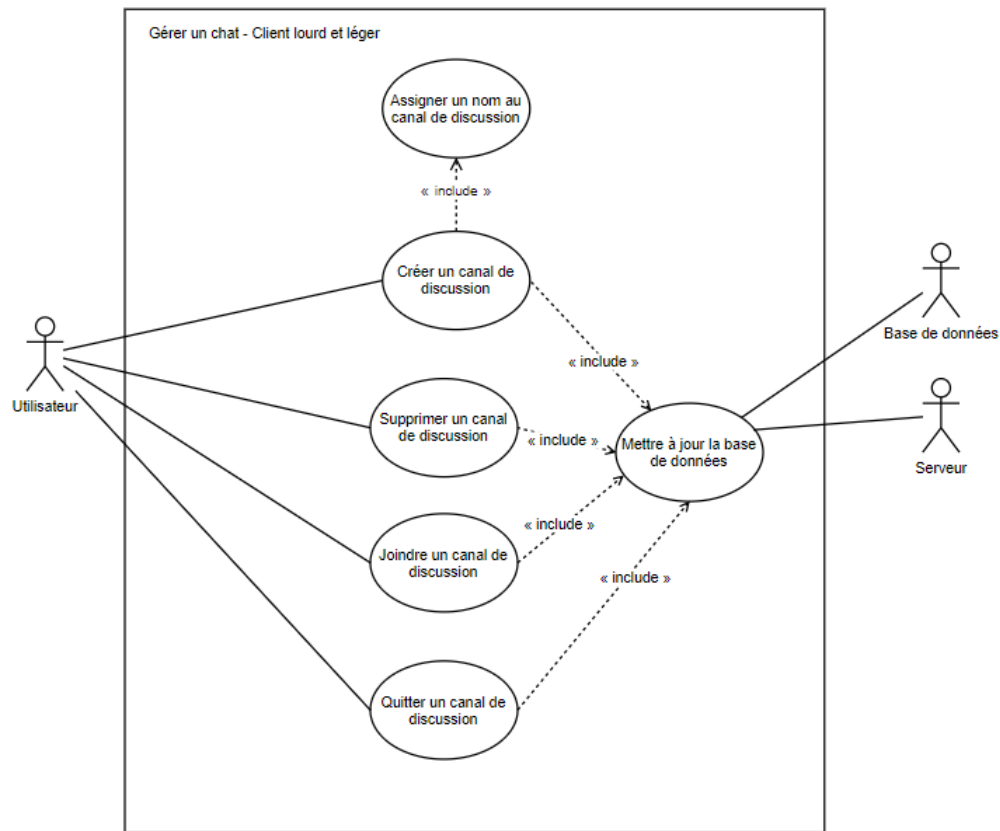 Gérer un chat - Client lourd et léger
Assigner un nom au
canal de discussion
« include »
Créer un canal de
discussion
« include »
Base de données
Utilisateur
Supprimer un canal
de discussion
« include »
Mettre à jour la base
de données
Serveur
« include »
Joindre un canal de
discussion
« include »
Quitter un canal de
discussion